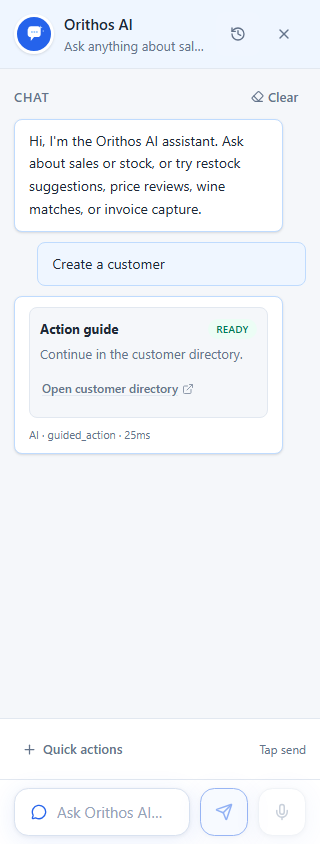 Orithos AI
Ask anything about sal...
CHAT
Clear
Hi, I'm the Orithos AI assistant. Ask
about sales or stock, or try restock
suggestions, price reviews, wine
matches, or invoice capture.
Create a customer
Action guide
READY
Continue in the customer directory.
Open customer directory
AI · guided_action · 25ms
Quick actions
Tap send
Ask Orithos AI...